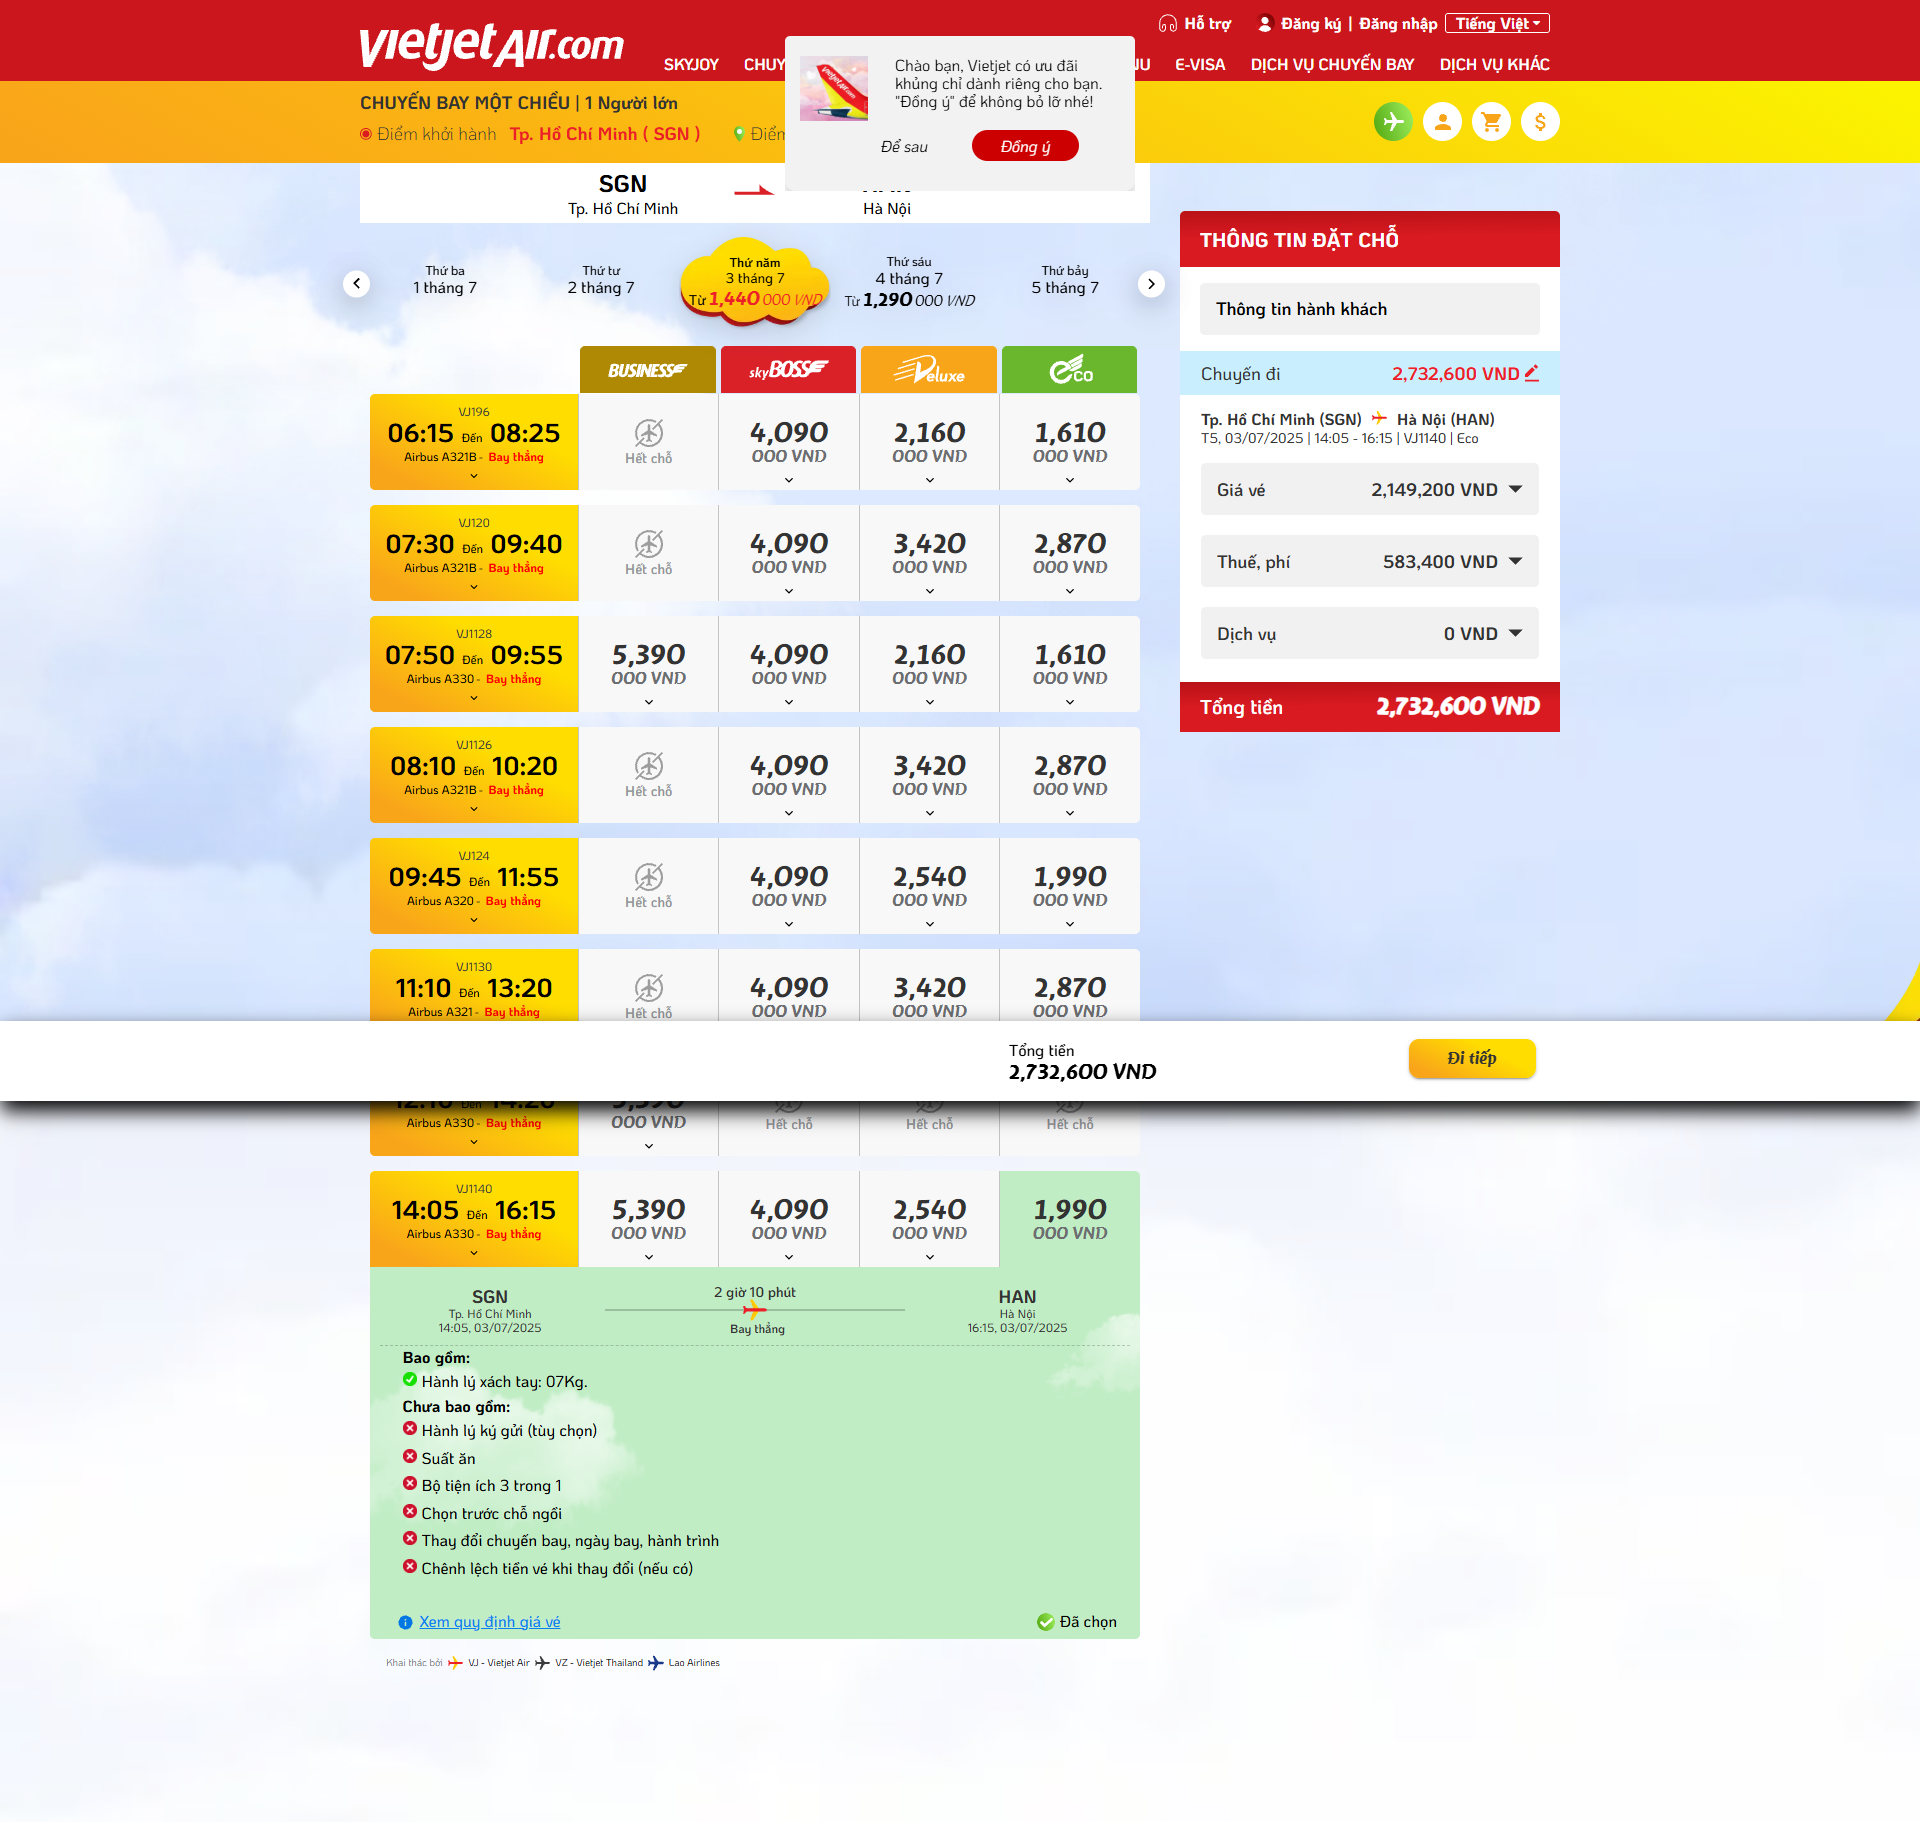 vietjetAir.com
Hỗ trợ
Đăng ký | Đăng nhập
Tiếng Việt
SKYJOY
E-VISA
DỊCH VỤ CHUYẾN BAY
DỊCH VỤ KHÁC
Chào bạn, Vietjet có ưu đãi
khủng chỉ dành riêng cho bạn.
"Đồng ý" để không bỏ lỡ nhé!
Để sau
Đồng ý
CHUYẾN BAY MỘT CHIỀU | 1 Người lớn
Điểm khởi hành Tp. Hồ Chí Minh ( SGN )
SGN
Tp. Hồ Chí Minh
Hà Nội
Thứ ba
1 tháng 7
Thứ tư
2 tháng 7
Thứ năm
3 tháng 7
Từ 1,440 000 VND
Thứ sáu
4 tháng 7
Từ 1,290 000 VND
Thứ bảy
5 tháng 7
BUSINESS
skyBOSS
Deluxe
eco
VJ196
06:15 Đến 08:25
Airbus A321B - Bay thẳng
Hết chỗ
4,090
000 VND
2,160
000 VND
1,610
000 VND
VJ120
07:30 Đến 09:40
Airbus A321B - Bay thẳng
Hết chỗ
4,090
000 VND
3,420
000 VND
2,870
000 VND
VJ1128
07:50 Đến 09:55
Airbus A330 - Bay thẳng
5,390
000 VND
4,090
000 VND
2,160
000 VND
1,610
000 VND
VJ1126
08:10 Đến 10:20
Airbus A321B - Bay thẳng
Hết chỗ
4,090
000 VND
3,420
000 VND
2,870
000 VND
VJ124
09:45 Đến 11:55
Airbus A320 - Bay thẳng
Hết chỗ
4,090
000 VND
2,540
000 VND
1,990
000 VND
VJ1130
11:10 Đến 13:20
Airbus A321 - Bay thẳng
Hết chỗ
4,090
000 VND
3,420
000 VND
2,870
000 VND
Tổng tiền
2,732,600 VND
Đi tiếp
Airbus A330 - Bay thẳng
000 VND
Hết chỗ
Hết chỗ
Hết chỗ
VJ1140
14:05 Đến 16:15
Airbus A330 - Bay thẳng
5,390
000 VND
4,090
000 VND
2,540
000 VND
1,990
000 VND
SGN
Tp. Hồ Chí Minh
14:05, 03/07/2025
2 giờ 10 phút
Bay thẳng
HAN
Hà Nội
16:15, 03/07/2025
Bao gồm:
Hành lý xách tay: 07Kg.
Chưa bao gồm:
Hành lý ký gửi (tùy chọn)
Suất ăn
Bộ tiện ích 3 trong 1
Chọn trước chỗ ngồi
Thay đổi chuyến bay, ngày bay, hành trình
Chênh lệch tiền vé khi thay đổi (nếu có)
Xem quy định giá vé
Đã chọn
Khai thác bởi VJ - Vietjet Air VZ - Vietjet Thailand Lao Airlines
THÔNG TIN ĐẶT CHỖ
Thông tin hành khách
Chuyến đi 2,732,600 VND
Tp. Hồ Chí Minh (SGN) Hà Nội (HAN)
T5, 03/07/2025 | 14:05 - 16:15 | VJ1140 | Eco
Giá vé 2,149,200 VND
Thuế, phí 583,400 VND
Dịch vụ 0 VND
Tổng tiền 2,732,600 VND